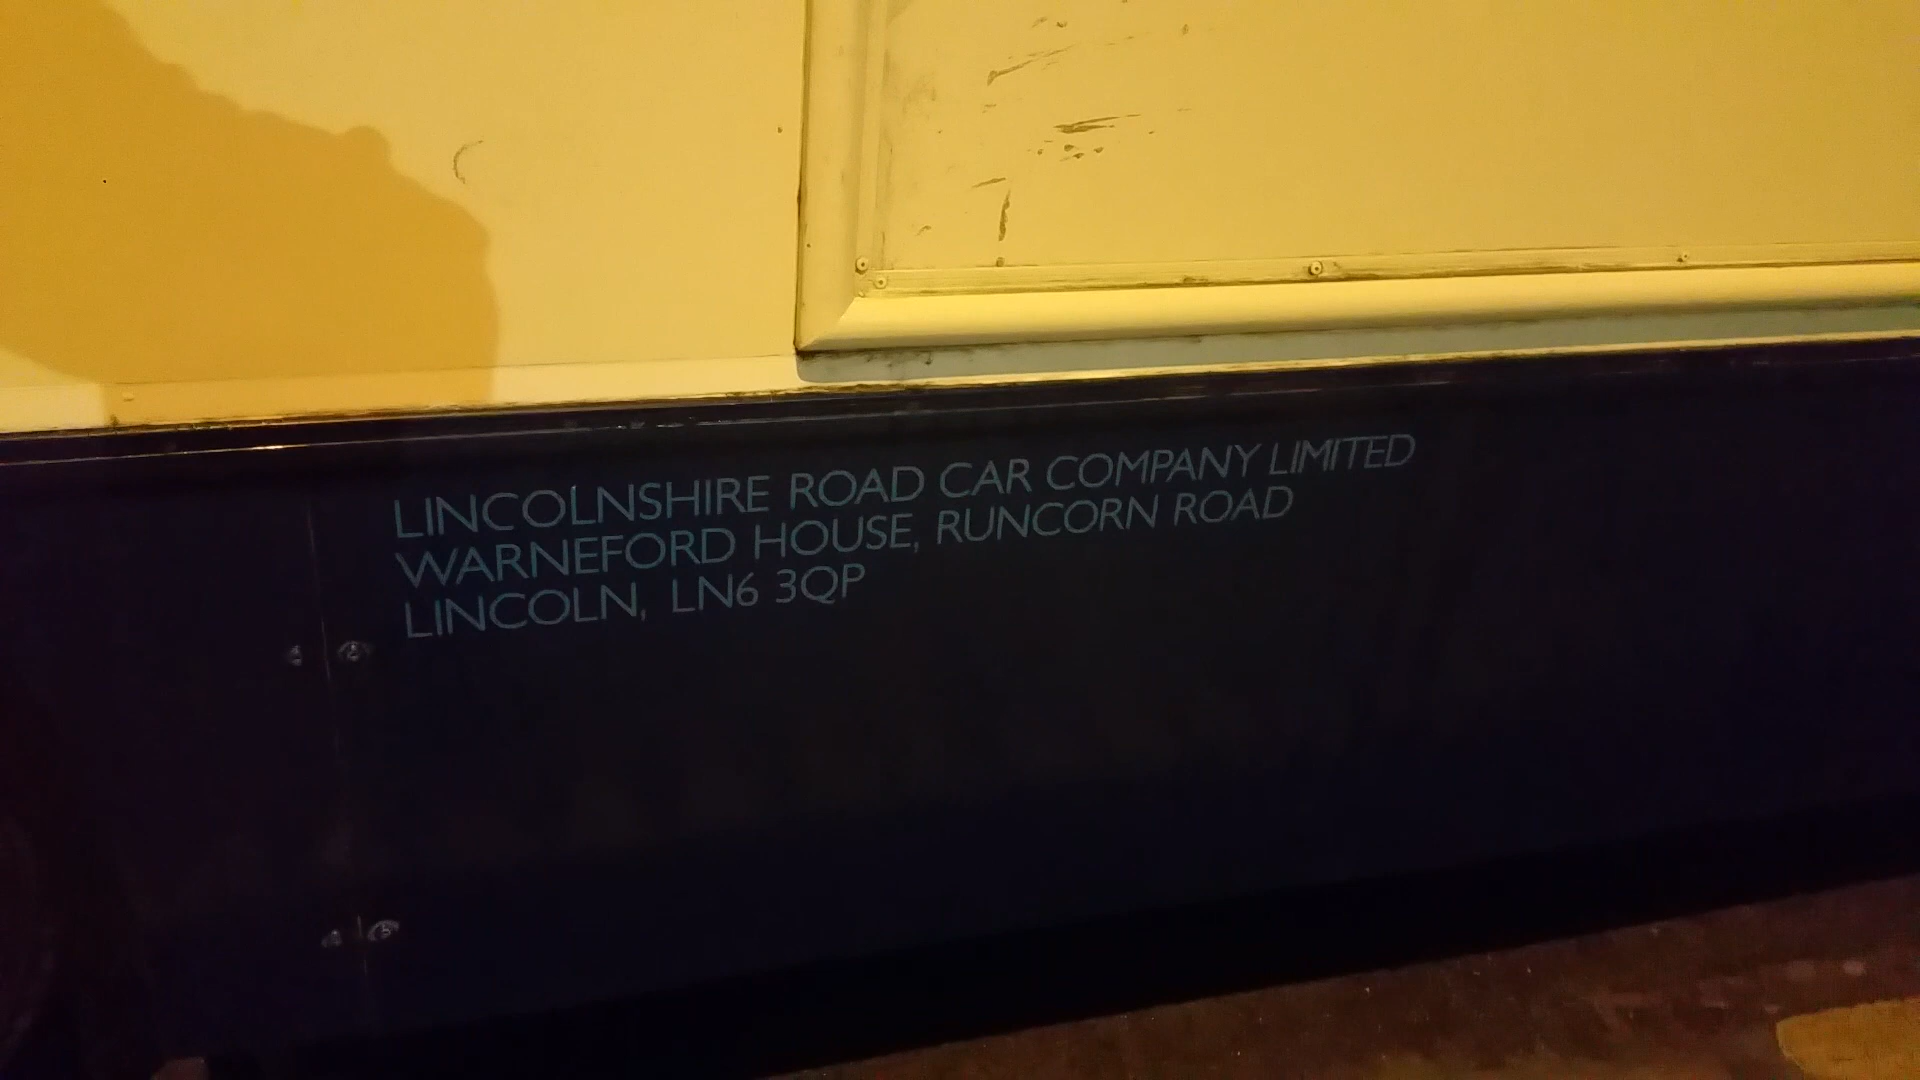 LINCOLNSHIRE ROAD CAR COMPANY LIMITED
WARNEFORD HOUSE, RUNCORN ROAD
LINCOLN, LN6 3QP